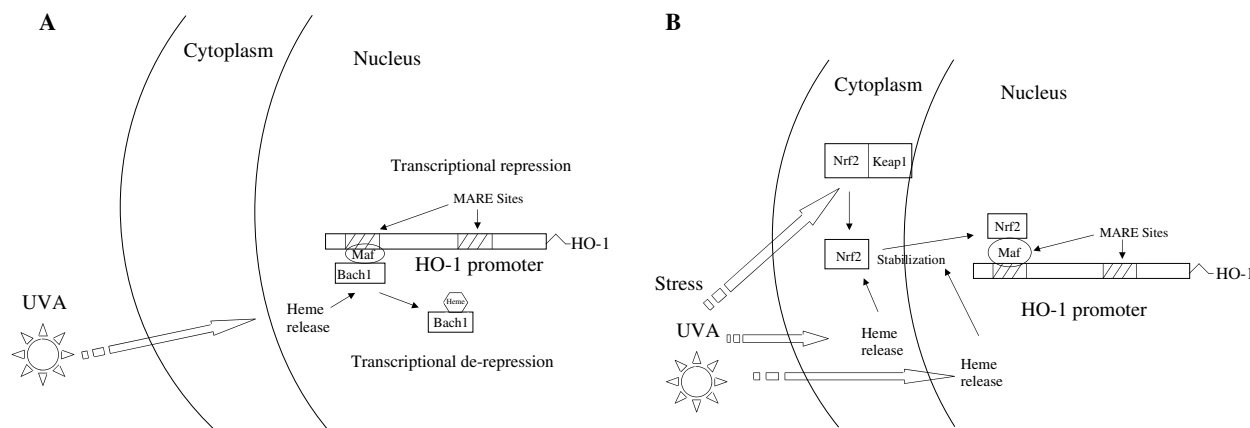 A
Cytoplasm
Nucleus
Transcriptional repression
MARE Sites
HO-1
Maf
Bach1
HO-1 promoter
Heme
release
Heme
Bach1
UVA
Transcriptional de-repression
B
Cytoplasm
Nucleus
Nrf2
Keap1
Nrf2
Stabilization
Nrf2
Maf
MARE Sites
HO-1
HO-1 promoter
Stress
UVA
Heme
release
Heme
release